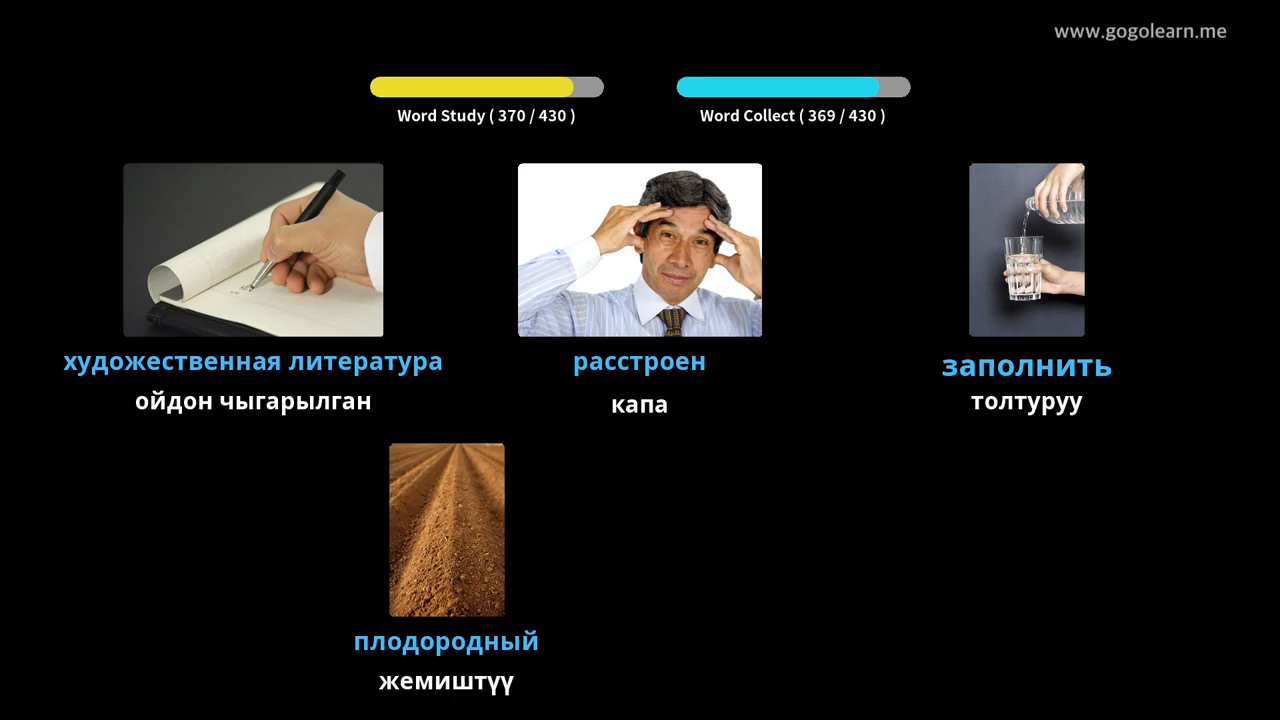 www.gogolearn.me
Word Study ( 370 / 430 )
Word Collect ( 369 / 430 )
художественная литература
ойдон чыгарылган
расстроен
капа
заполнить
толтуруу
плодородный
жемиштүү